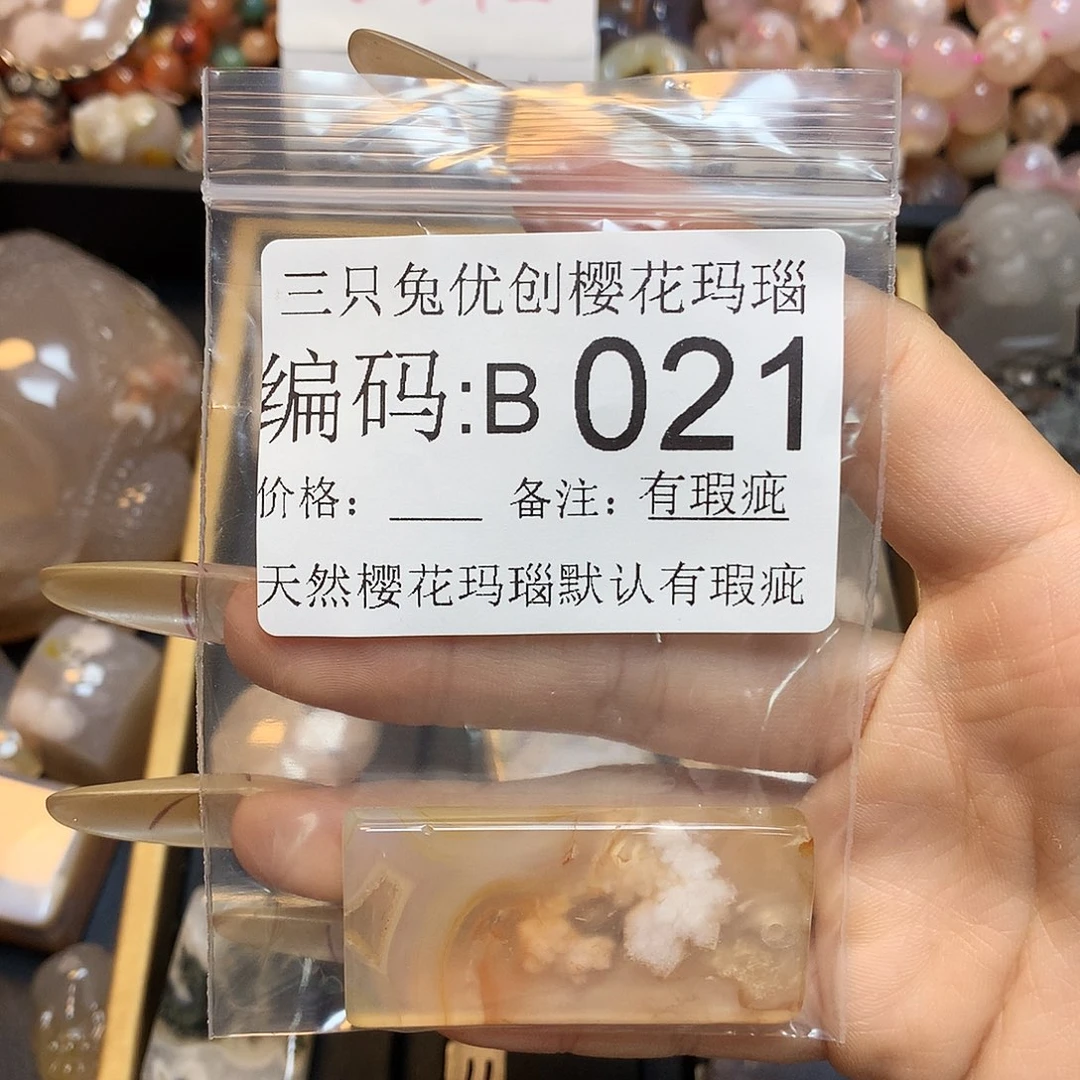 三只兔优创樱花玛瑙
编码:B 021
价格：____ 备注：有瑕疵
天然樱花玛瑙默认有瑕疵